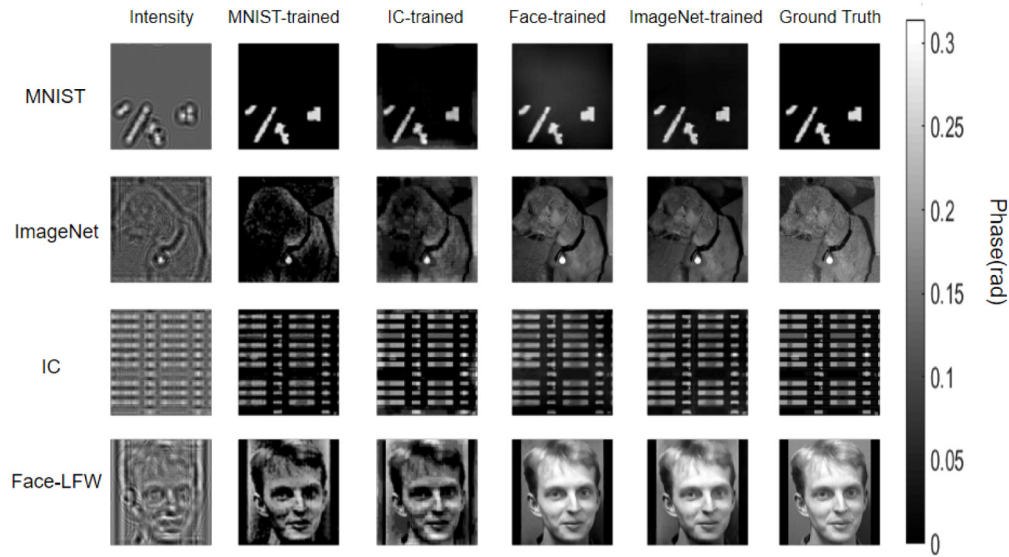 Intensity MNIST-trained IC-trained Face-trained ImageNet-trained Ground Truth
MNIST
ImageNet
IC
Face-LFW
0.3
0.25
0.2
0.15
0.1
0.05
0
Phase(rad)